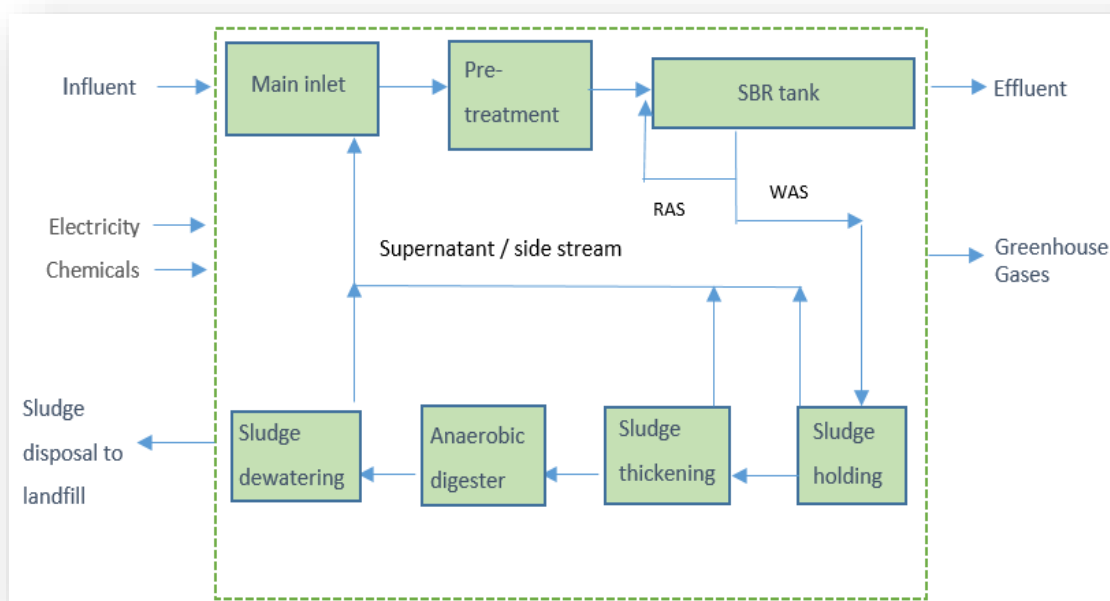 Influent
Main inlet
Pre-
treatment
SBR tank
Effluent
RAS
WAS
Electricity
Chemicals
Supernatant / side stream
Greenhouse
Gases
Sludge
disposal to
landfill
Sludge
dewatering
Anaerobic
digester
Sludge
thickening
Sludge
holding